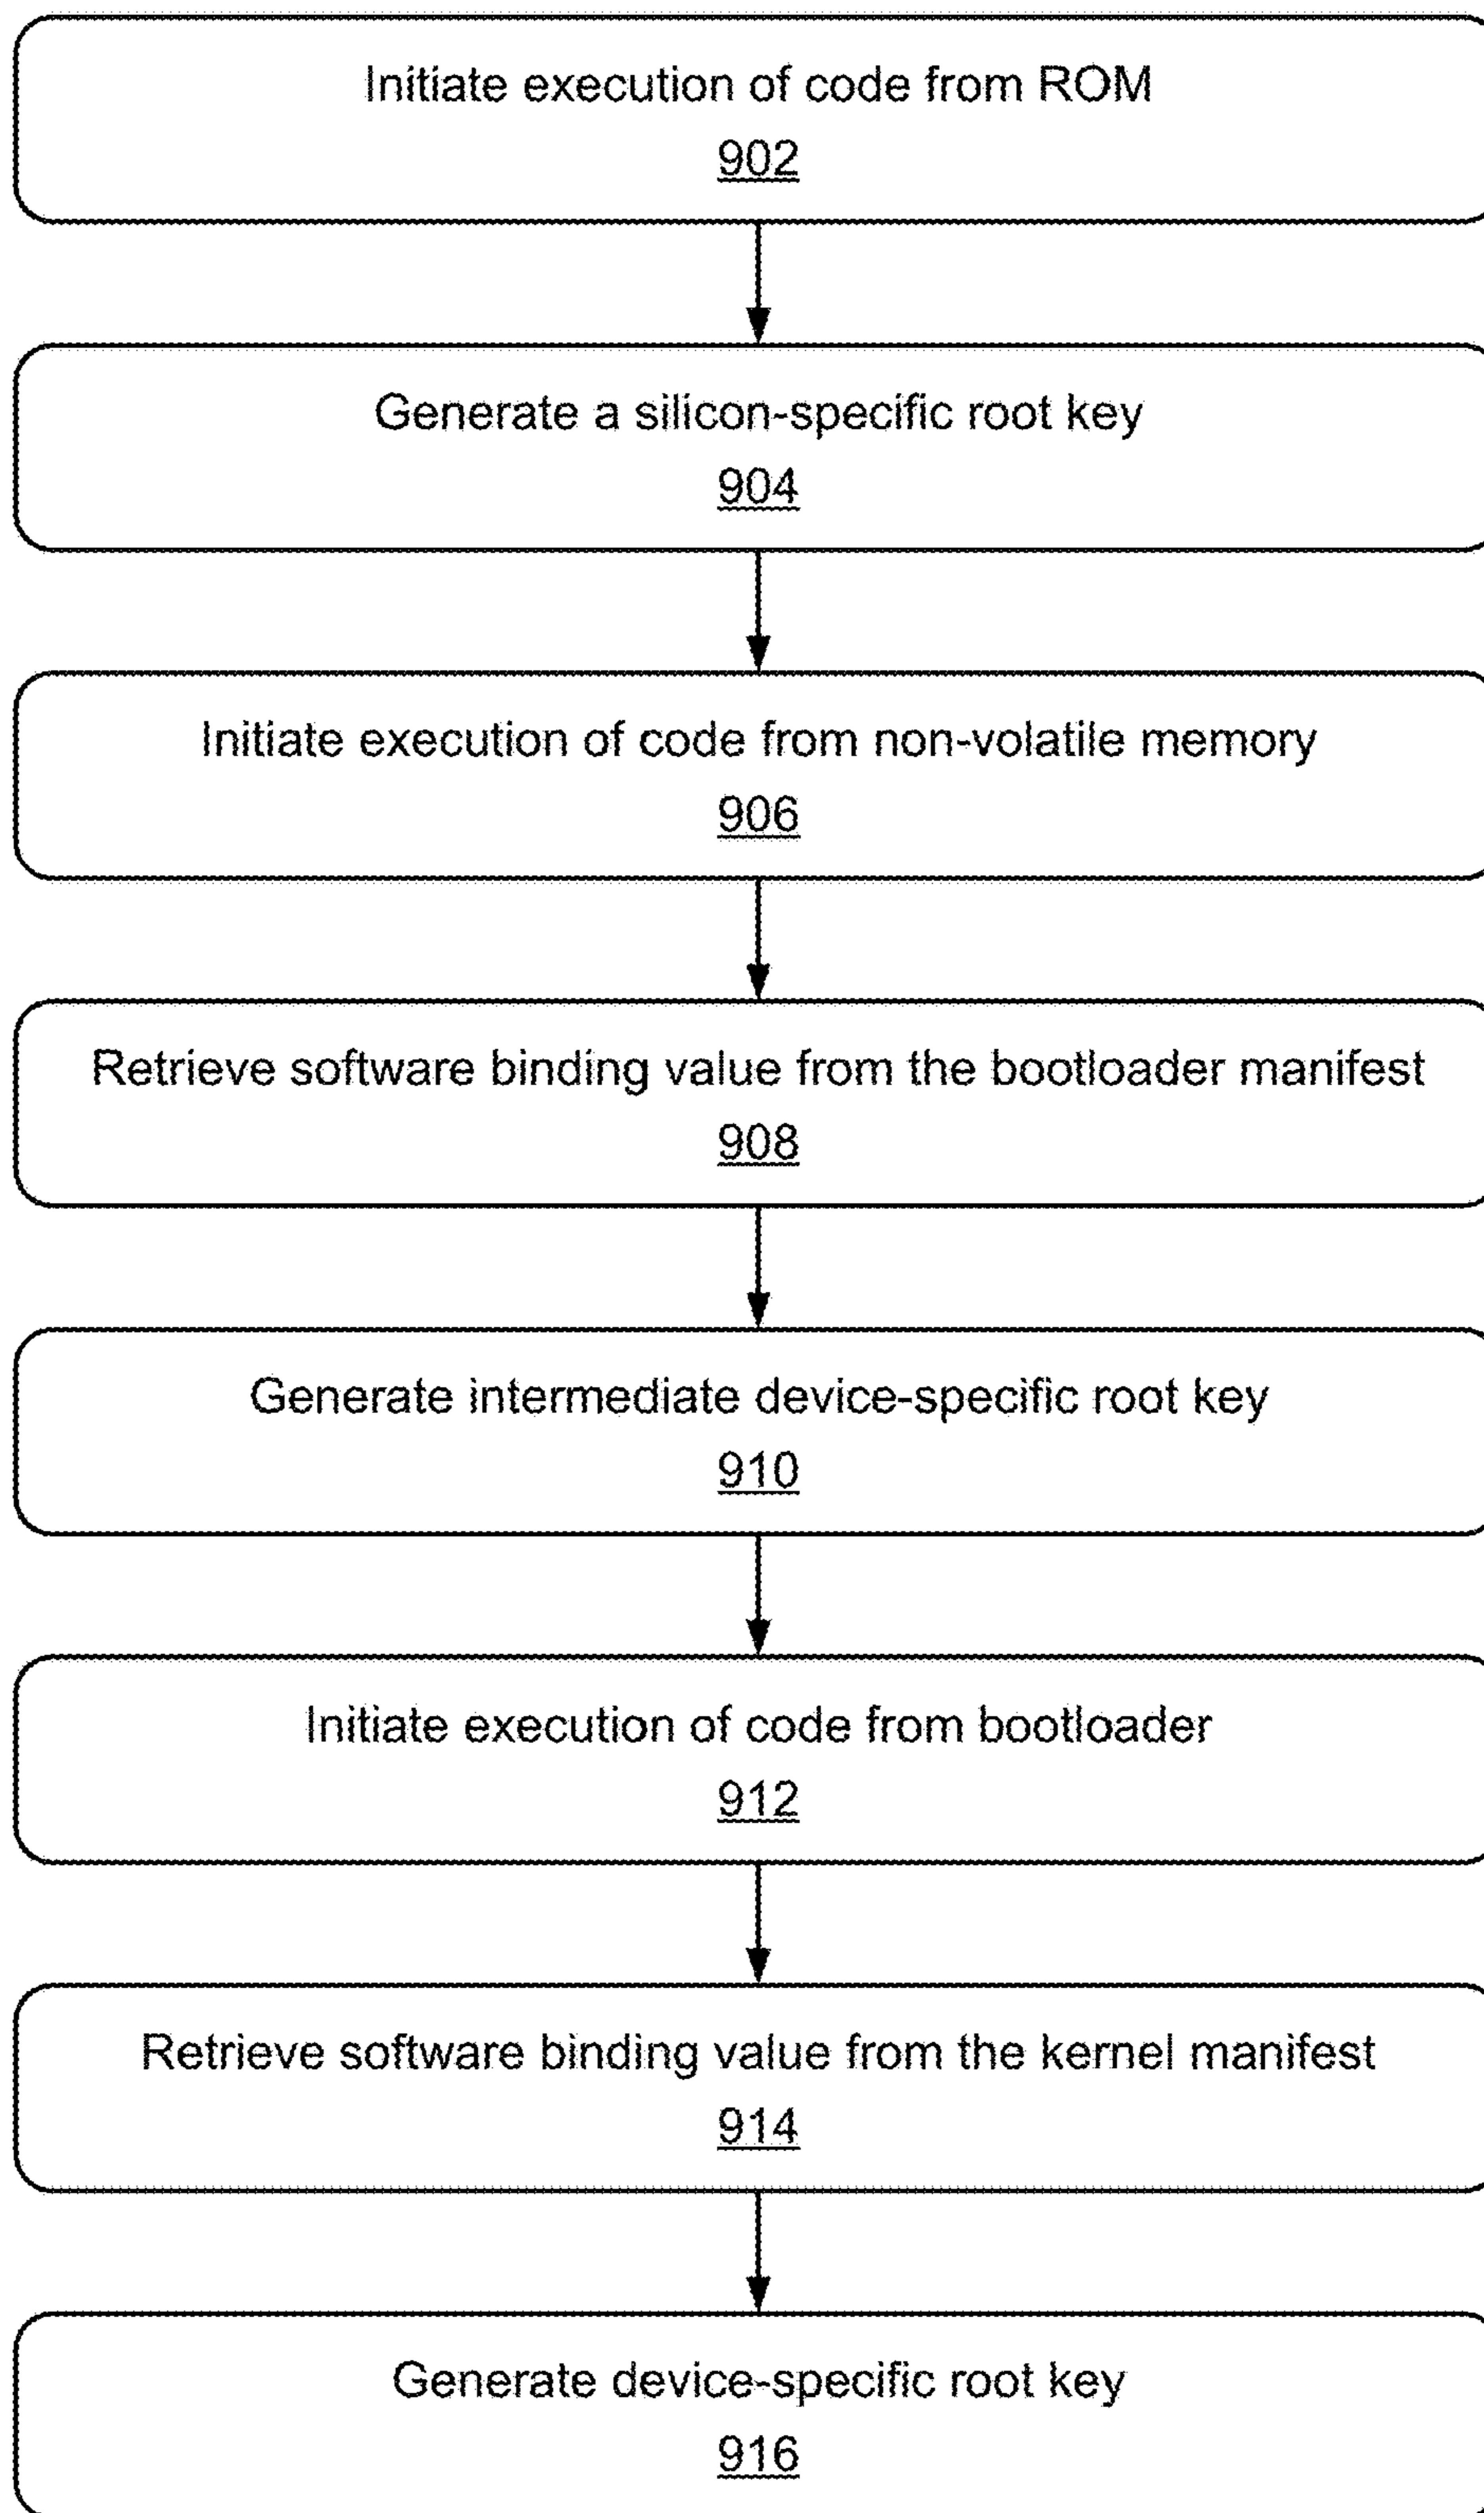 Initiate execution of code from ROM
902
Generate a silicon-specific root key
904
Initiate execution of code from non-volatile memory
906
Retrieve software binding value from the bootloader manifest
908
Generate intermediate device-specific root key
910
Initiate execution of code from bootloader
912
Retrieve software binding value from the kernel manifest
914
Generate device-specific root key
916